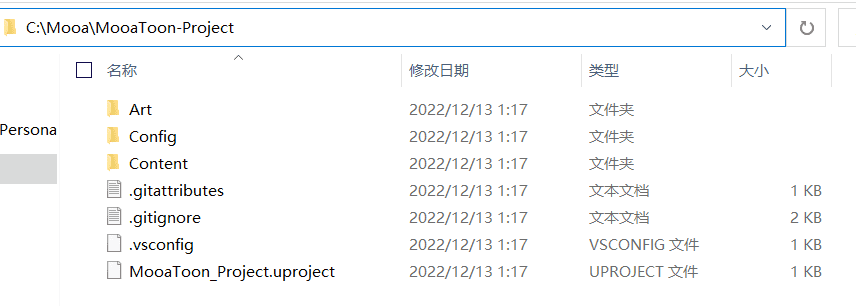 C:\Mooa\MooaToon-Project
名称 修改日期 类型 大小
Art 2022/12/13 1:17 文件夹
Persona
Config 2022/12/13 1:17 文件夹
Content 2022/12/13 1:17 文件夹
.gitattributes 2022/12/13 1:17 文本文档 1 KB
.gitignore 2022/12/13 1:17 文本文档 2 KB
.vsconfig 2022/12/13 1:17 VSCONFIG 文件 1 KB
MooaToon_Project.uproject 2022/12/13 1:17 UPROJECT 文件 1 KB